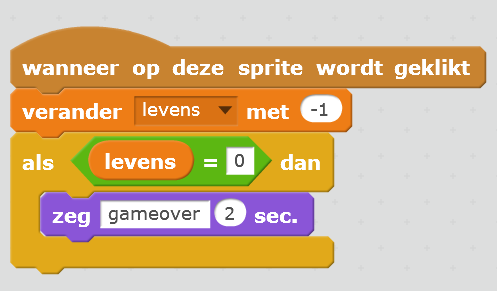 wanneer op deze sprite wordt geklikt
verander levens met -1
als levens = 0 dan
zeg gameover 2 sec.